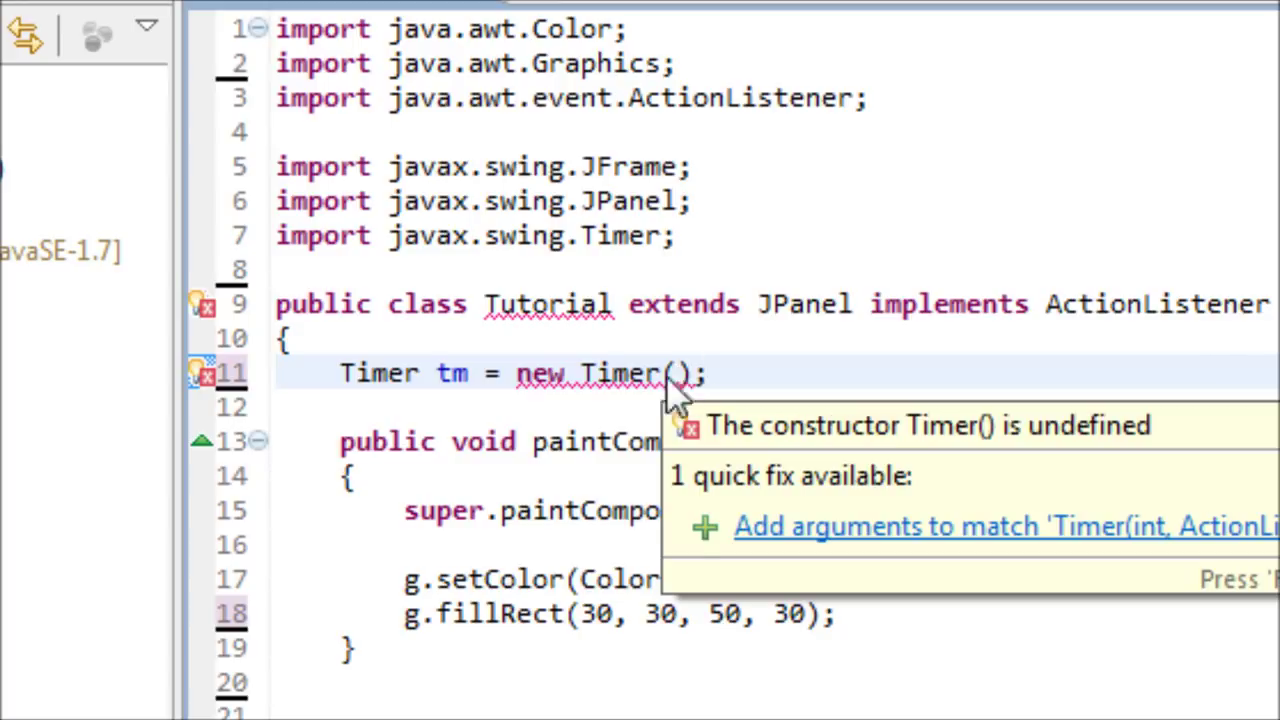 avaSE-1.7]
1 import java.awt.Color;
2 import java.awt.Graphics;
3 import java.awt.event.ActionListener;
4
5 import javax.swing.JFrame;
6 import javax.swing.JPanel;
7 import javax.swing.Timer;
8
9 public class Tutorial extends JPanel implements ActionListener
10 {
11 Timer tm = new Timer();
12
The constructor Timer() is undefined
13 public void paintCom
1 quick fix available:
14 {
15 super.paintCompo
Add arguments to match 'Timer(int, ActionLi
16
17 g.setColor(Color
Press 'F
18 g.fillRect(30, 30, 50, 30);
19 }
20
21